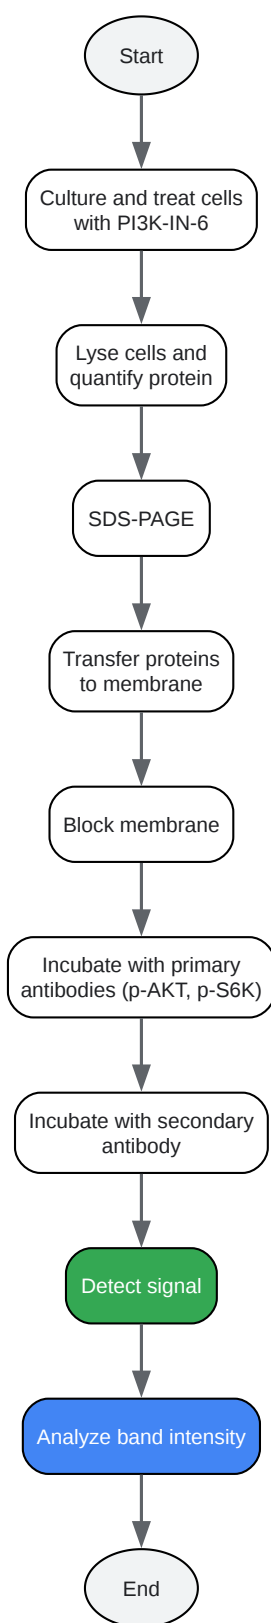 Start
Culture and treat cells
with PI3K-IN-6
Lyse cells and
quantify protein
SDS-PAGE
Transfer proteins
to membrane
Block membrane
Incubate with primary
antibodies (p-AKT, p-S6K)
Incubate with secondary
antibody
Detect signal
Analyze band intensity
End